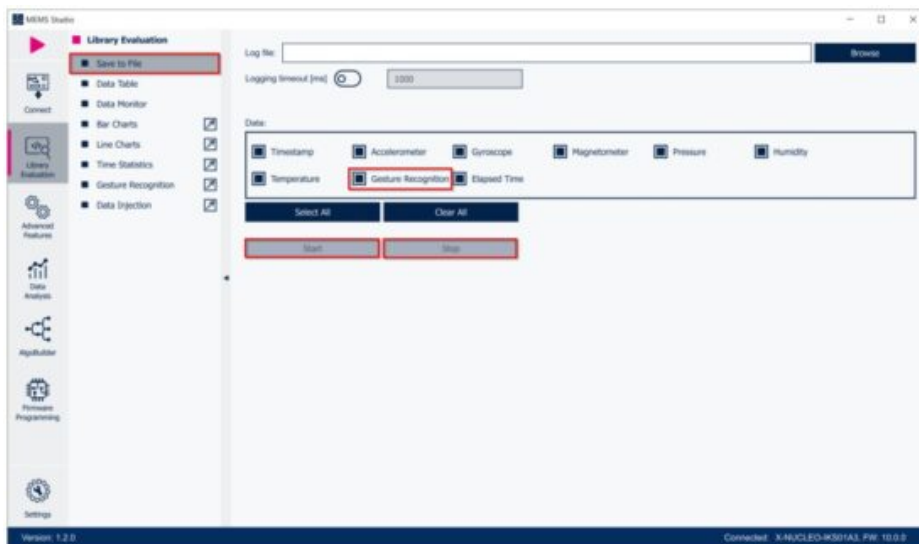 MEMS Studio
Library Evaluation
Save to File
Data Table
Data Monitor
Bar Charts
Line Charts
Time Statistics
Gesture Recognition
Data Injection
Connect
Library
Evaluation
Advanced
Features
Data
Analysis
AlgoBuilder
Firmware
Programming
Settings
Log file:
Browse
Logging timeout [ms]
1000
Data:
Timestamp Accelerometer Gyroscope Magnetometer Pressure Humidity
Temperature Gesture Recognition Elapsed Time
Select All Clear All
Start Stop
Version: 1.2.0
Connected: X-NUCLEO-IKS01A3, FW: 10.0.0